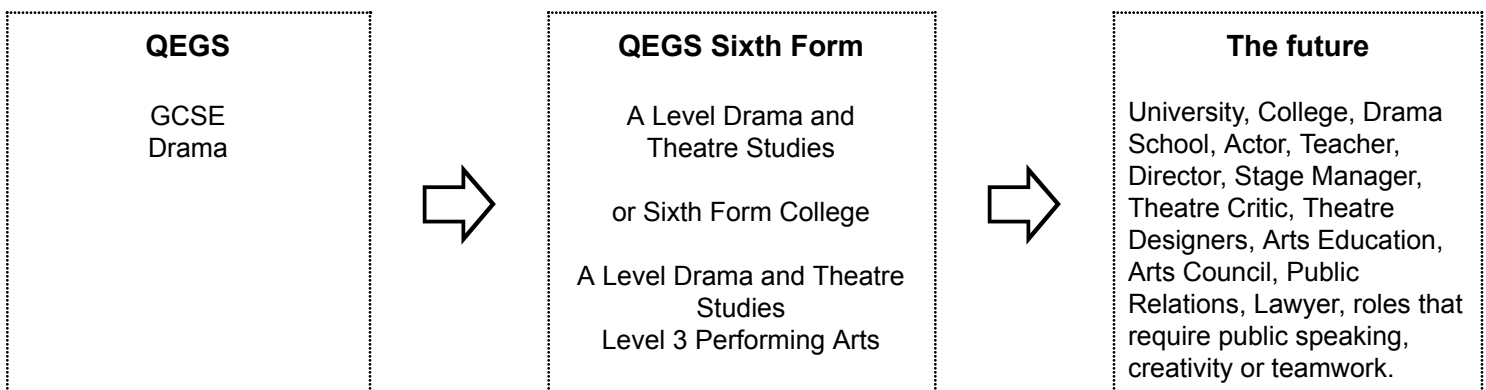 QEGS
GCSE
Drama
QEGS Sixth Form
A Level Drama and
Theatre Studies
or Sixth Form College
A Level Drama and Theatre
Studies
Level 3 Performing Arts
The future
University, College, Drama
School, Actor, Teacher,
Director, Stage Manager,
Theatre Critic, Theatre
Designers, Arts Education,
Arts Council, Public
Relations, Lawyer, roles that
require public speaking,
creativity or teamwork.